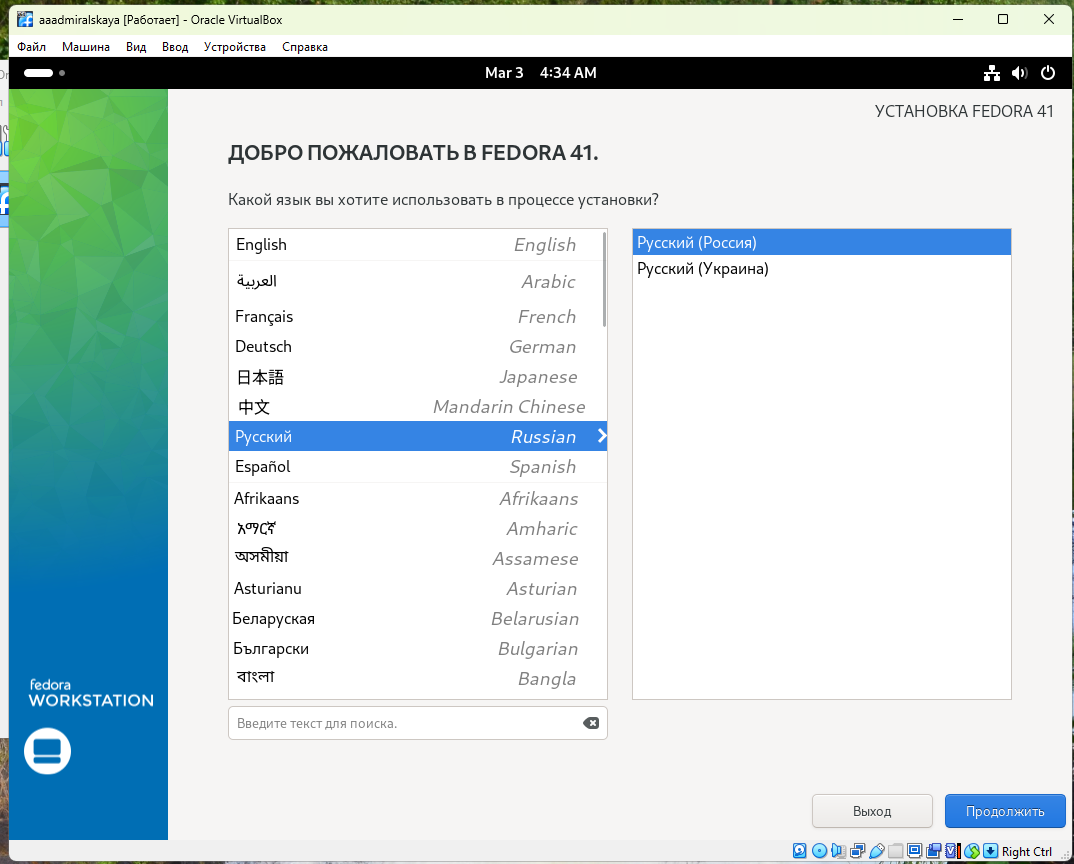 aaadmiralskaya [Работает] - Oracle VirtualBox
Файл Машина Вид Ввод Устройства Справка
Mar 3 4:34 AM
УСТАНОВКА FEDORA 41
ДОБРО ПОЖАЛОВАТЬ В FEDORA 41.
Какой язык вы хотите использовать в процессе установки?
English English
العربية Arabic
Français French
Deutsch German
日本語 Japanese
中文 Mandarin Chinese
Русский Russian
Español Spanish
Afrikaans Afrikaans
አማርኛ Amharic
অসমীয়া Assamese
Asturianu Asturian
Беларуская Belarusian
Български Bulgarian
বাংলা Bangla
Русский (Россия)
Русский (Украина)
Введите текст для поиска.
fedora
WORKSTATION
Выход Продолжить
Right Ctrl